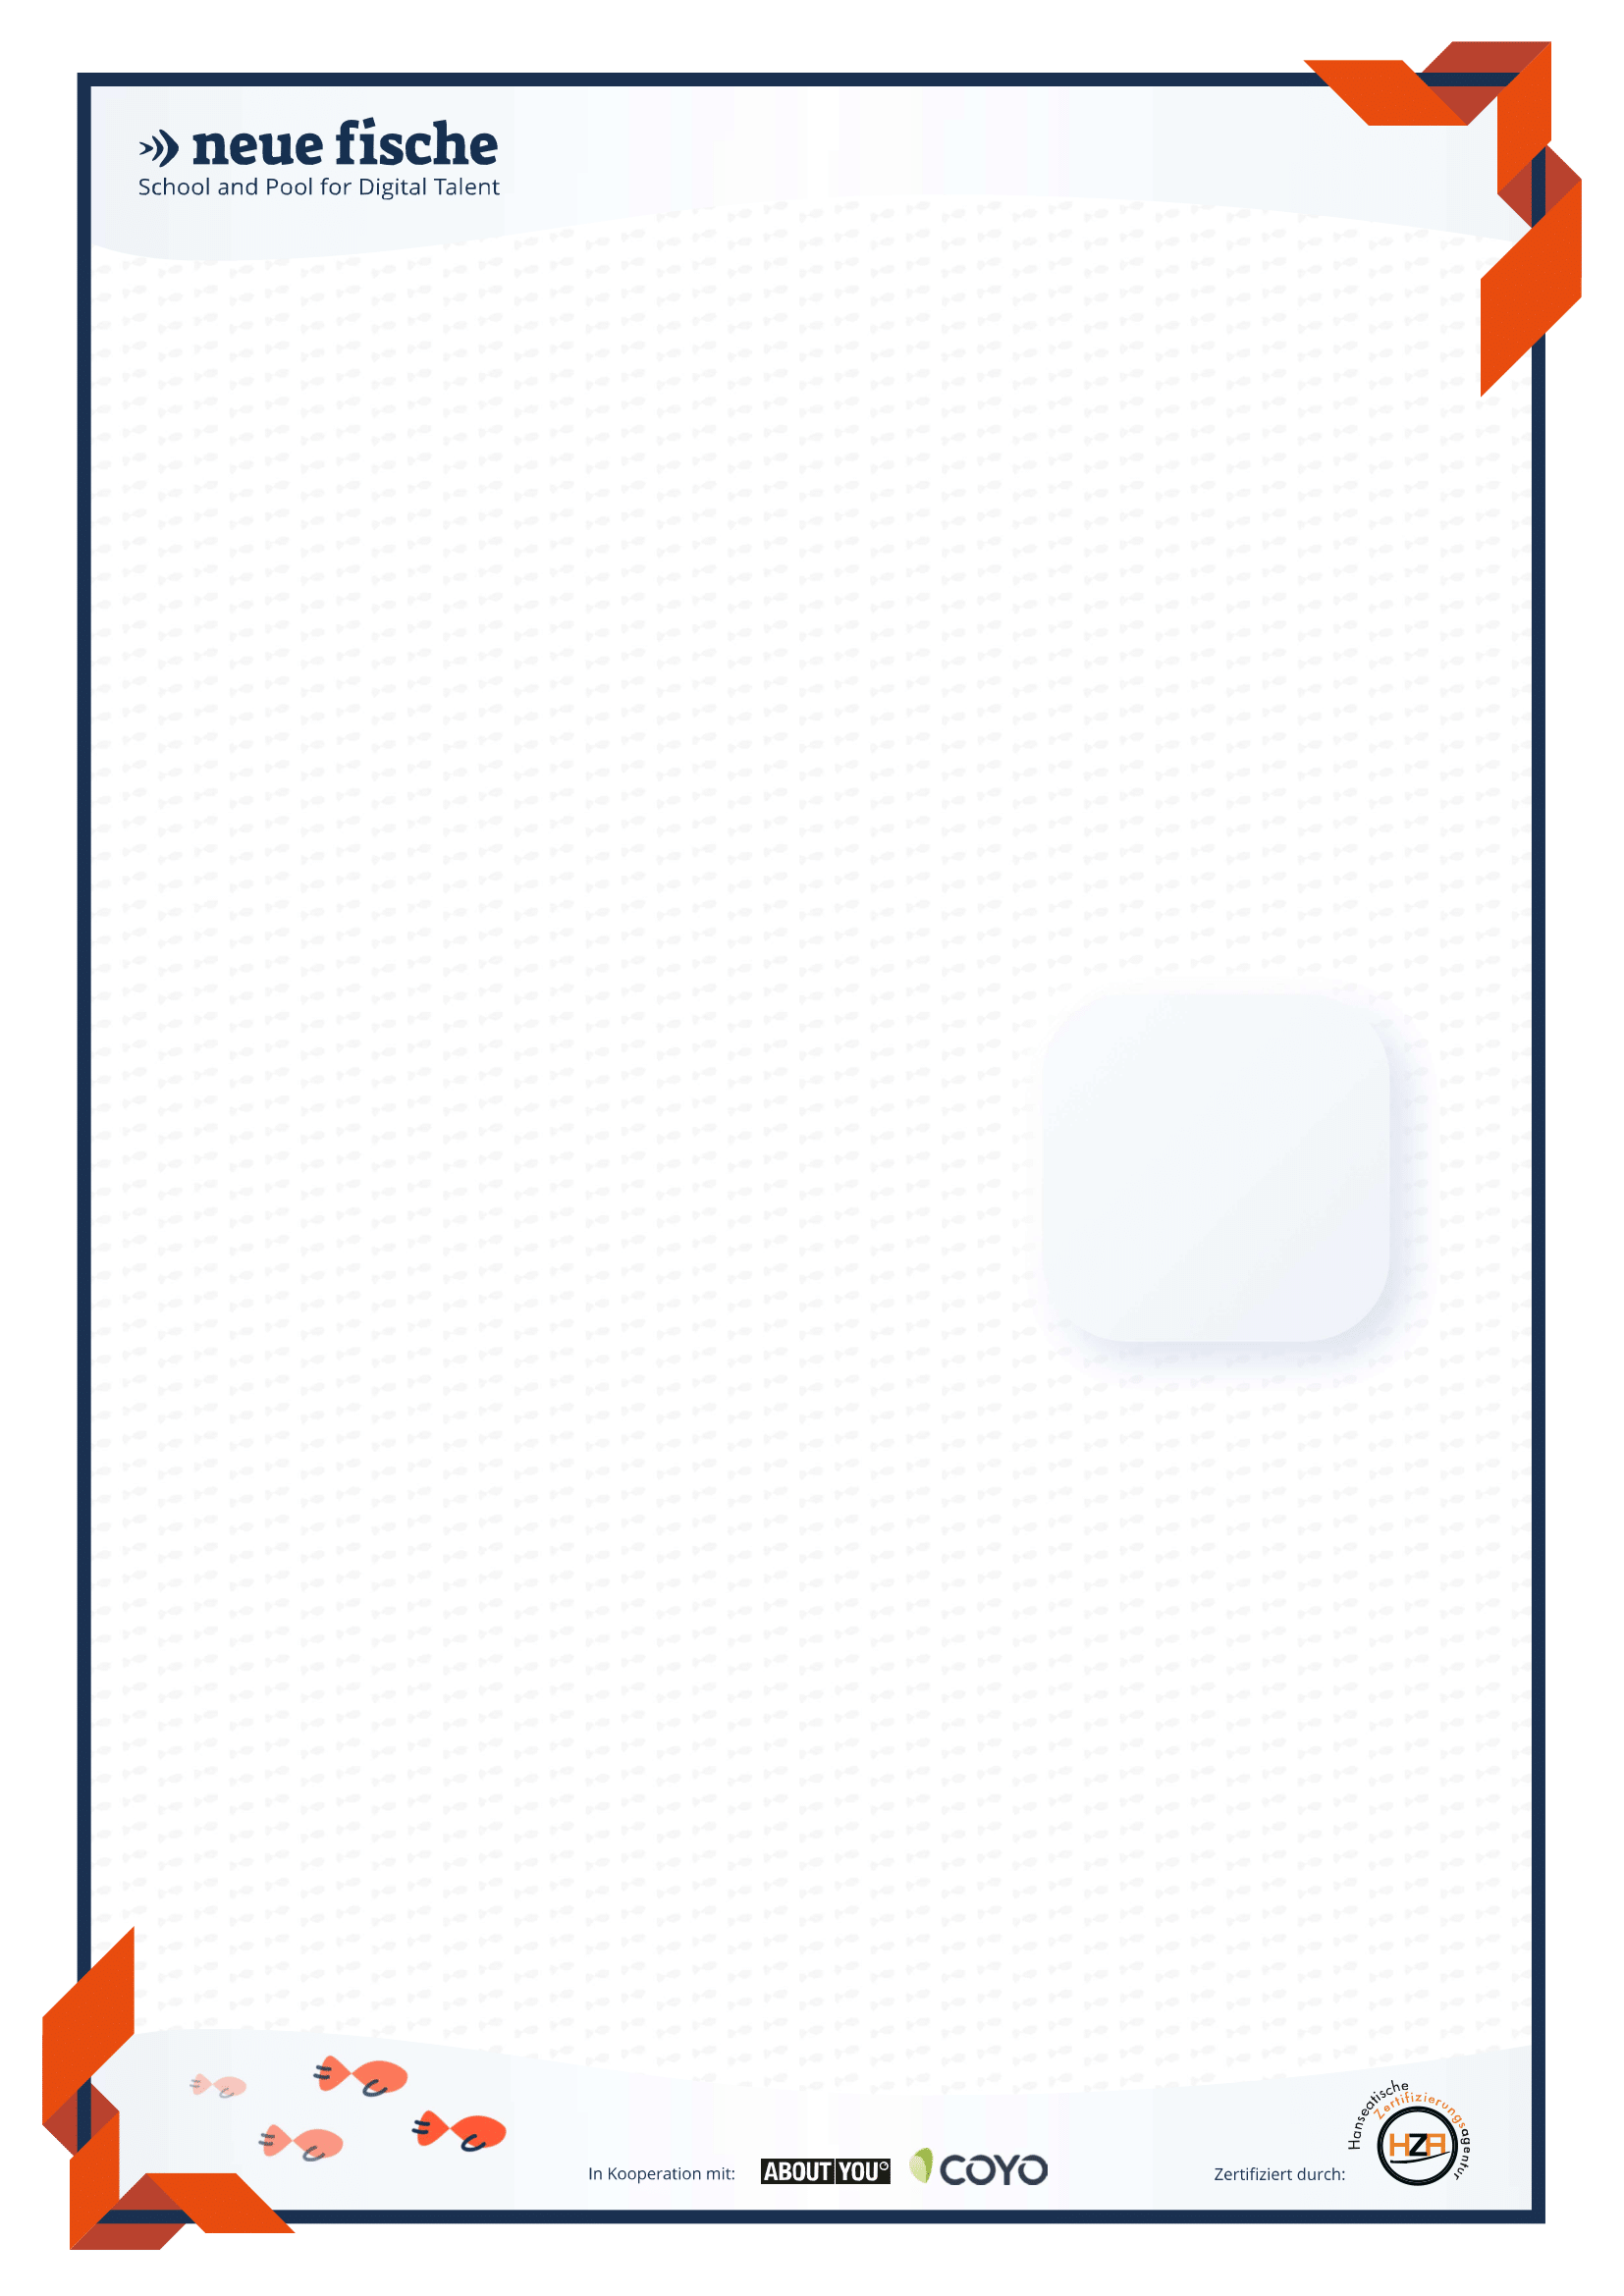 neue fische
School and Pool for Digital Talent
In Kooperation mit:
ABOUT YOU
COYO
Zertifiziert durch:
Hanseatische
Zertifizierungsagentur
HZA